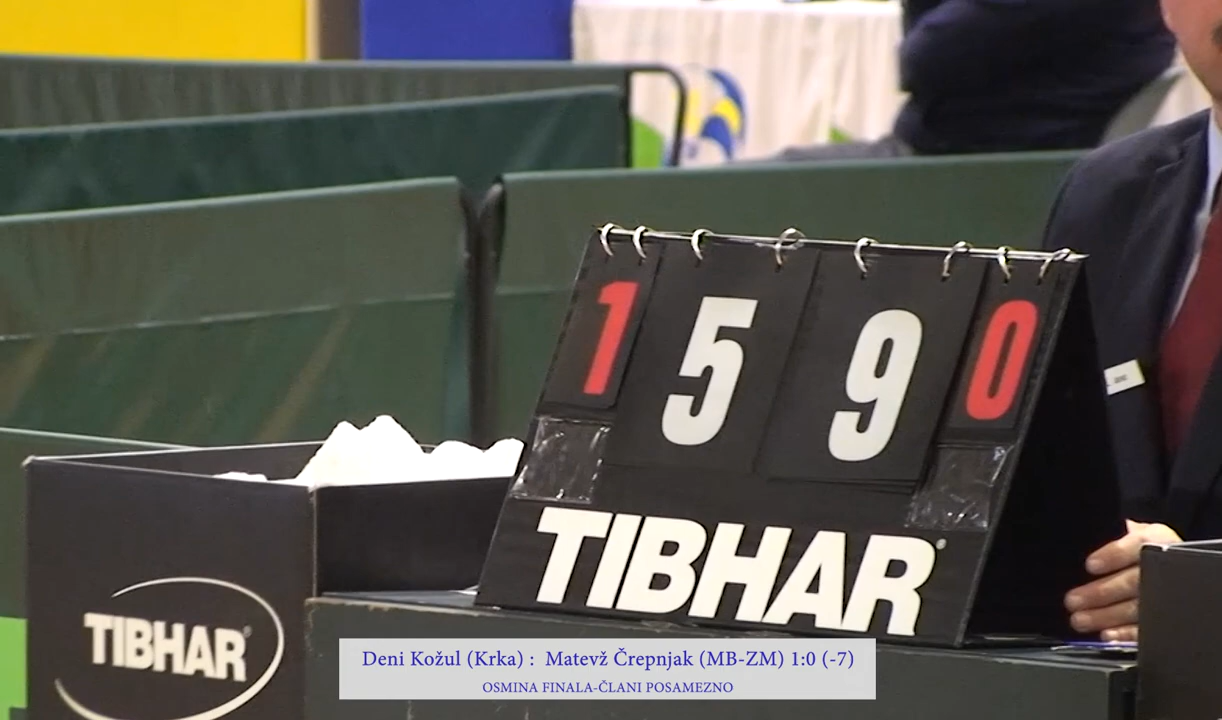 1 5 9 0
TIBHAR®
TIBHAR®
Deni Kožul (Krka) : Matevž Črepnjak (MB-ZM) 1:0 (-7)
OSMINA FINALA-ČLANI POSAMEZNO